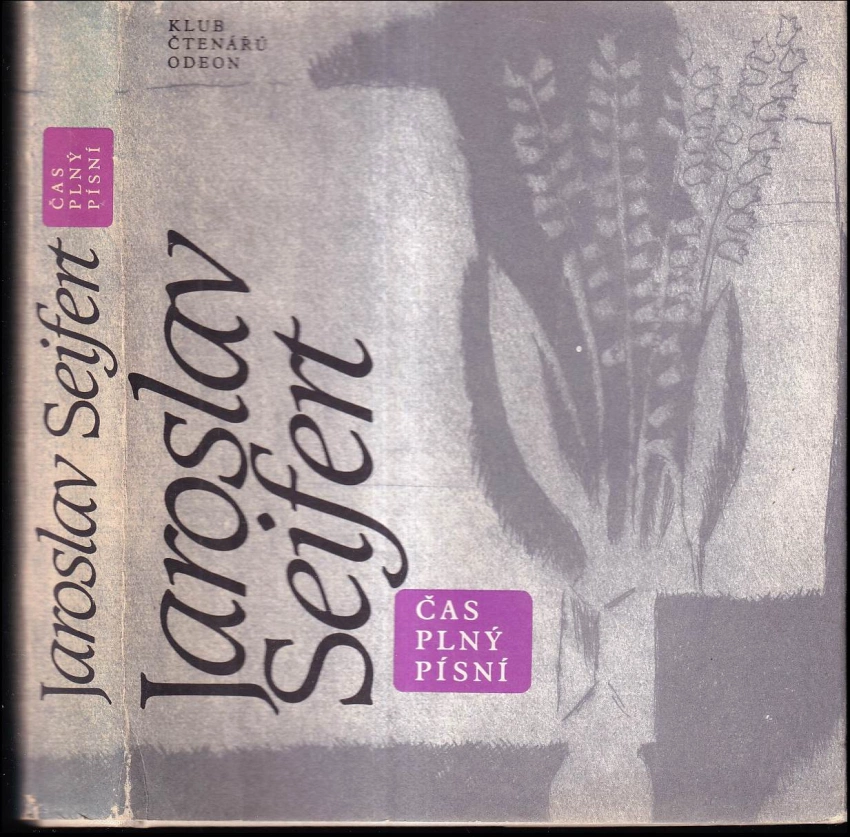 KLUB
ČTENÁŘŮ
ODEON
Jaroslav
Seifert
ČAS
PLNÝ
PÍSNÍ
Jaroslav Seifert
ČAS
PLNÝ
PÍSNÍ